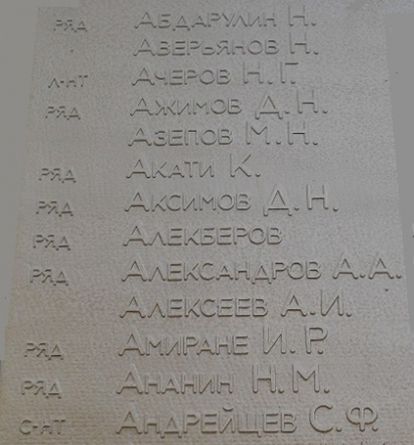 РЯД АБДАРУЛИН Н.
АВЕРЬЯНОВ Н.
Л-НТ АЧЕРОВ Н.Г.
РЯД АЖИМОВ Д.Н.
АЗЕПОВ М.Н.
РЯД АКАТИ К.
РЯД АКСИМОВ Д.Н.
РЯД АЛЕКБЕРОВ
РЯД АЛЕКСАНДРОВ А.А.
АЛЕКСЕЕВ А.И.
РЯД АМИРАНЕ И.Р.
РЯД АНАНИН Н.М.
С-НТ АНДРЕЙЩЕВ С.Ф.